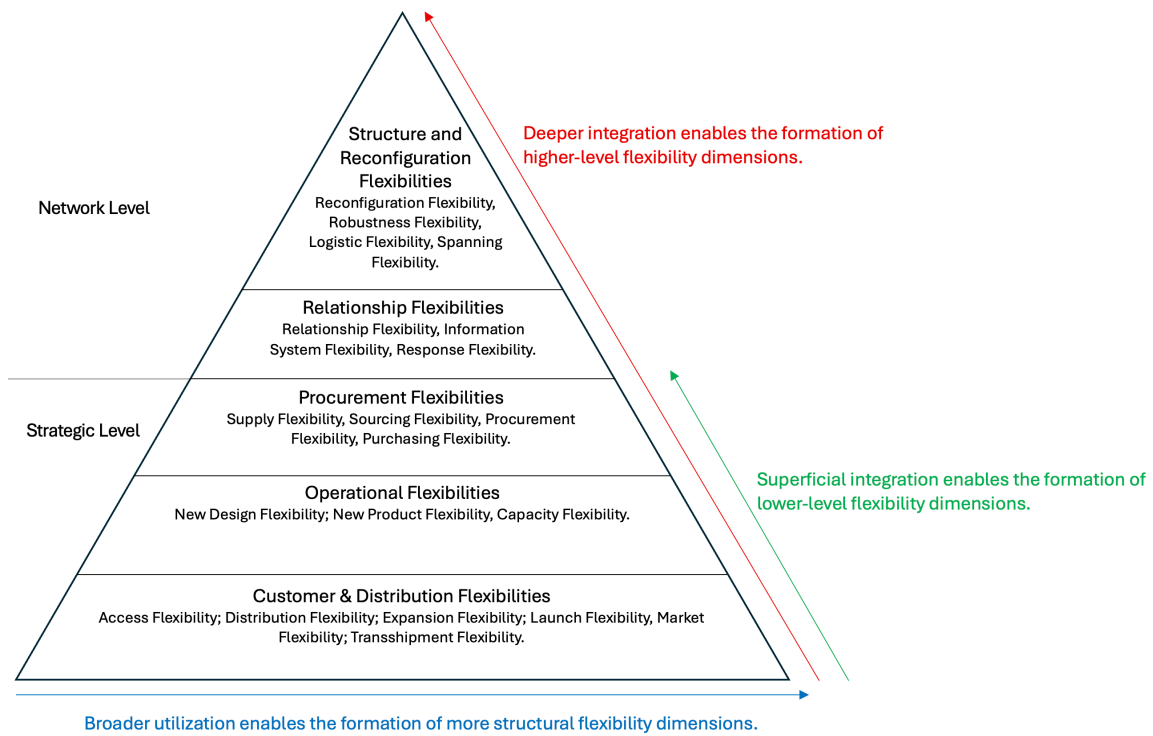 Structure and
Reconfiguration
Flexibilities
Reconfiguration Flexibility,
Robustness Flexibility,
Logistic Flexibility, Spanning
Flexibility.
Deeper integration enables the formation of
higher-level flexibility dimensions.
Network Level
Relationship Flexibilities
Relationship Flexibility, Information
System Flexibility, Response Flexibility.
Procurement Flexibilities
Supply Flexibility, Sourcing Flexibility, Procurement
Flexibility, Purchasing Flexibility.
Strategic Level
Operational Flexibilities
New Design Flexibility; New Product Flexibility, Capacity Flexibility.
Superficial integration enables the formation of
lower-level flexibility dimensions.
Customer & Distribution Flexibilities
Access Flexibility; Distribution Flexibility; Expansion Flexibility; Launch Flexibility, Market
Flexibility; Transshipment Flexibility.
Broader utilization enables the formation of more structural flexibility dimensions.